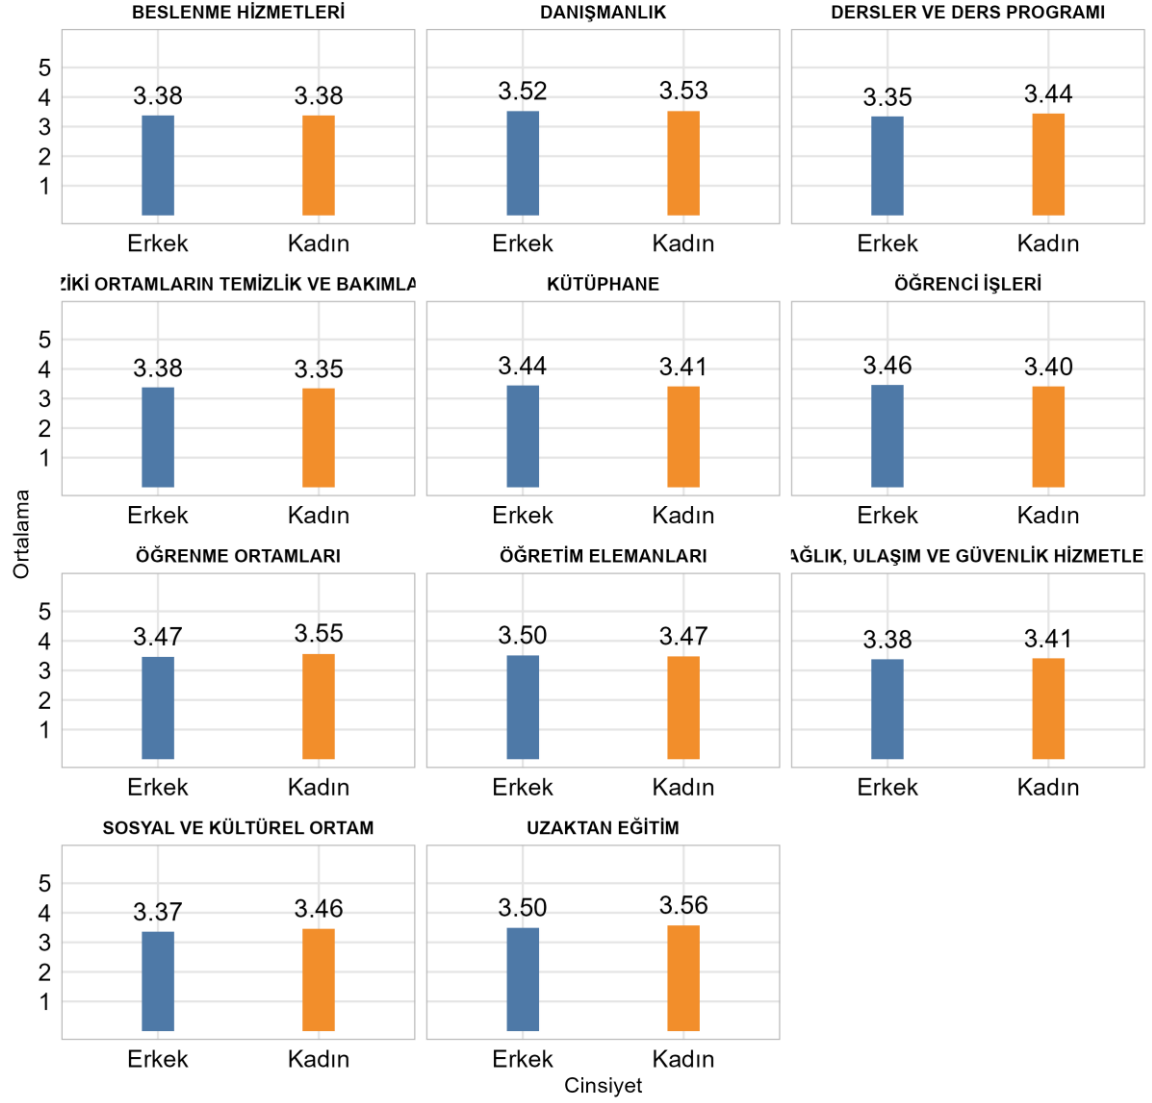 BESLENME HİZMETLERİ
DANIŞMANLIK
DERSLER VE DERS PROGRAMI
5
4
3
2
1
3.38
3.38
3.52
3.53
3.35
3.44
Erkek
Kadın
Erkek
Kadın
Erkek
Kadın
ZİKİ ORTAMLARIN TEMİZLİK VE BAKIMLA
KÜTÜPHANE
ÖĞRENCİ İŞLERİ
5
4
3
2
1
3.38
3.35
3.44
3.41
3.46
3.40
Erkek
Kadın
Erkek
Kadın
Erkek
Kadın
Ortalama
ÖĞRENME ORTAMLARI
ÖĞRETİM ELEMANLARI
AĞLIK, ULAŞIM VE GÜVENLİK HİZMETLE
5
4
3
2
1
3.47
3.55
3.50
3.47
3.38
3.41
Erkek
Kadın
Erkek
Kadın
Erkek
Kadın
SOSYAL VE KÜLTÜREL ORTAM
UZAKTAN EĞİTİM
5
4
3
2
1
3.37
3.46
3.50
3.56
Erkek
Kadın
Erkek
Kadın
Cinsiyet